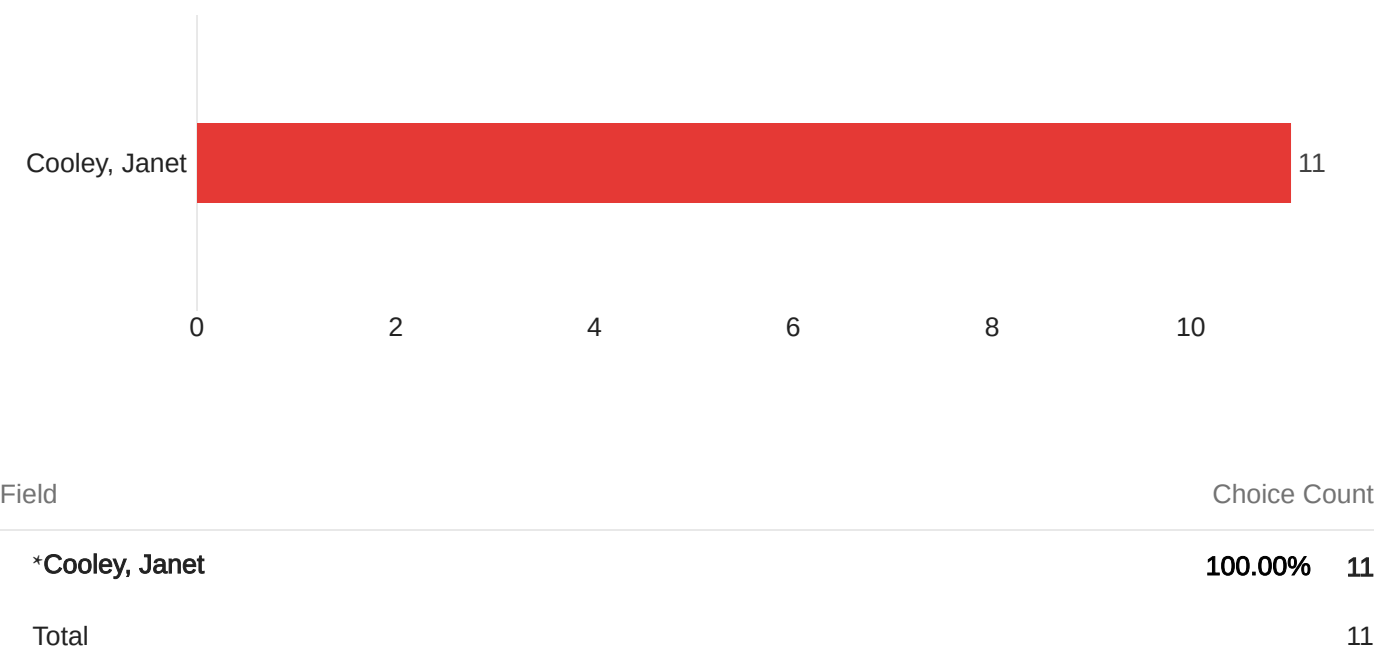 Cooley, Janet 11
0 2 4 6 8 10
Field Choice Count
*Cooley, Janet 100.00% 11
Total 11